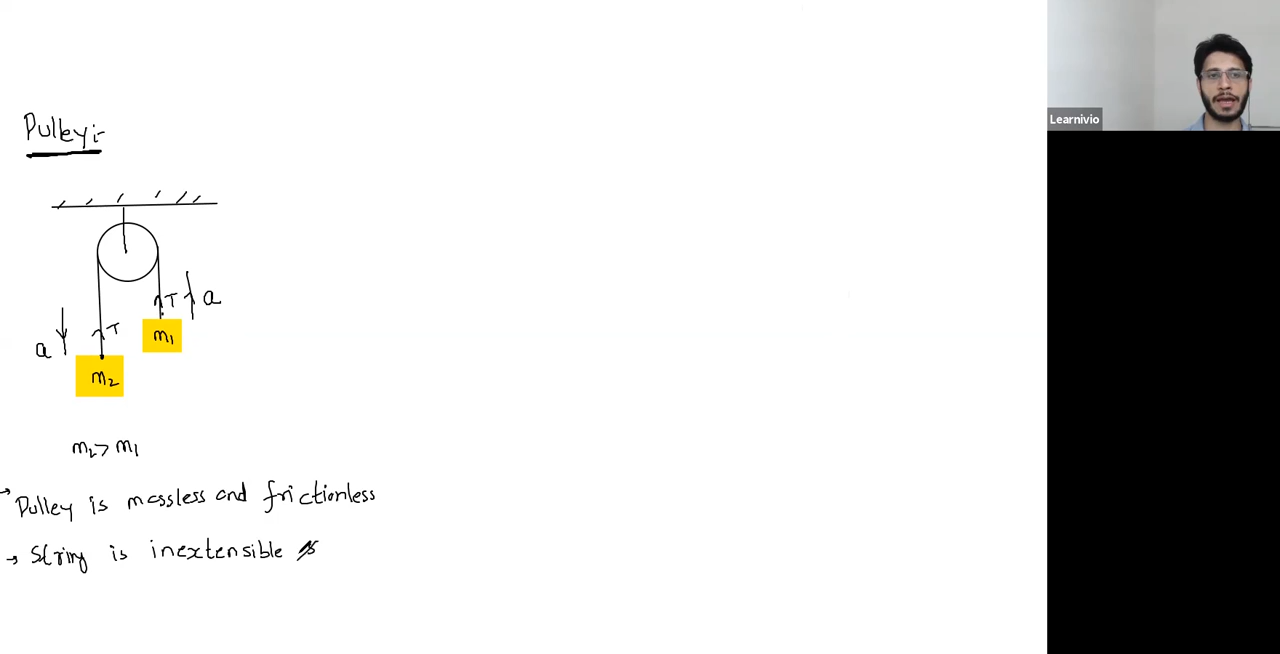 Pulley:-
T
a
T
a
m1
m2
m2 > m1
→ Pulley is massless and frictionless
→ String is inextensible
Learnivio